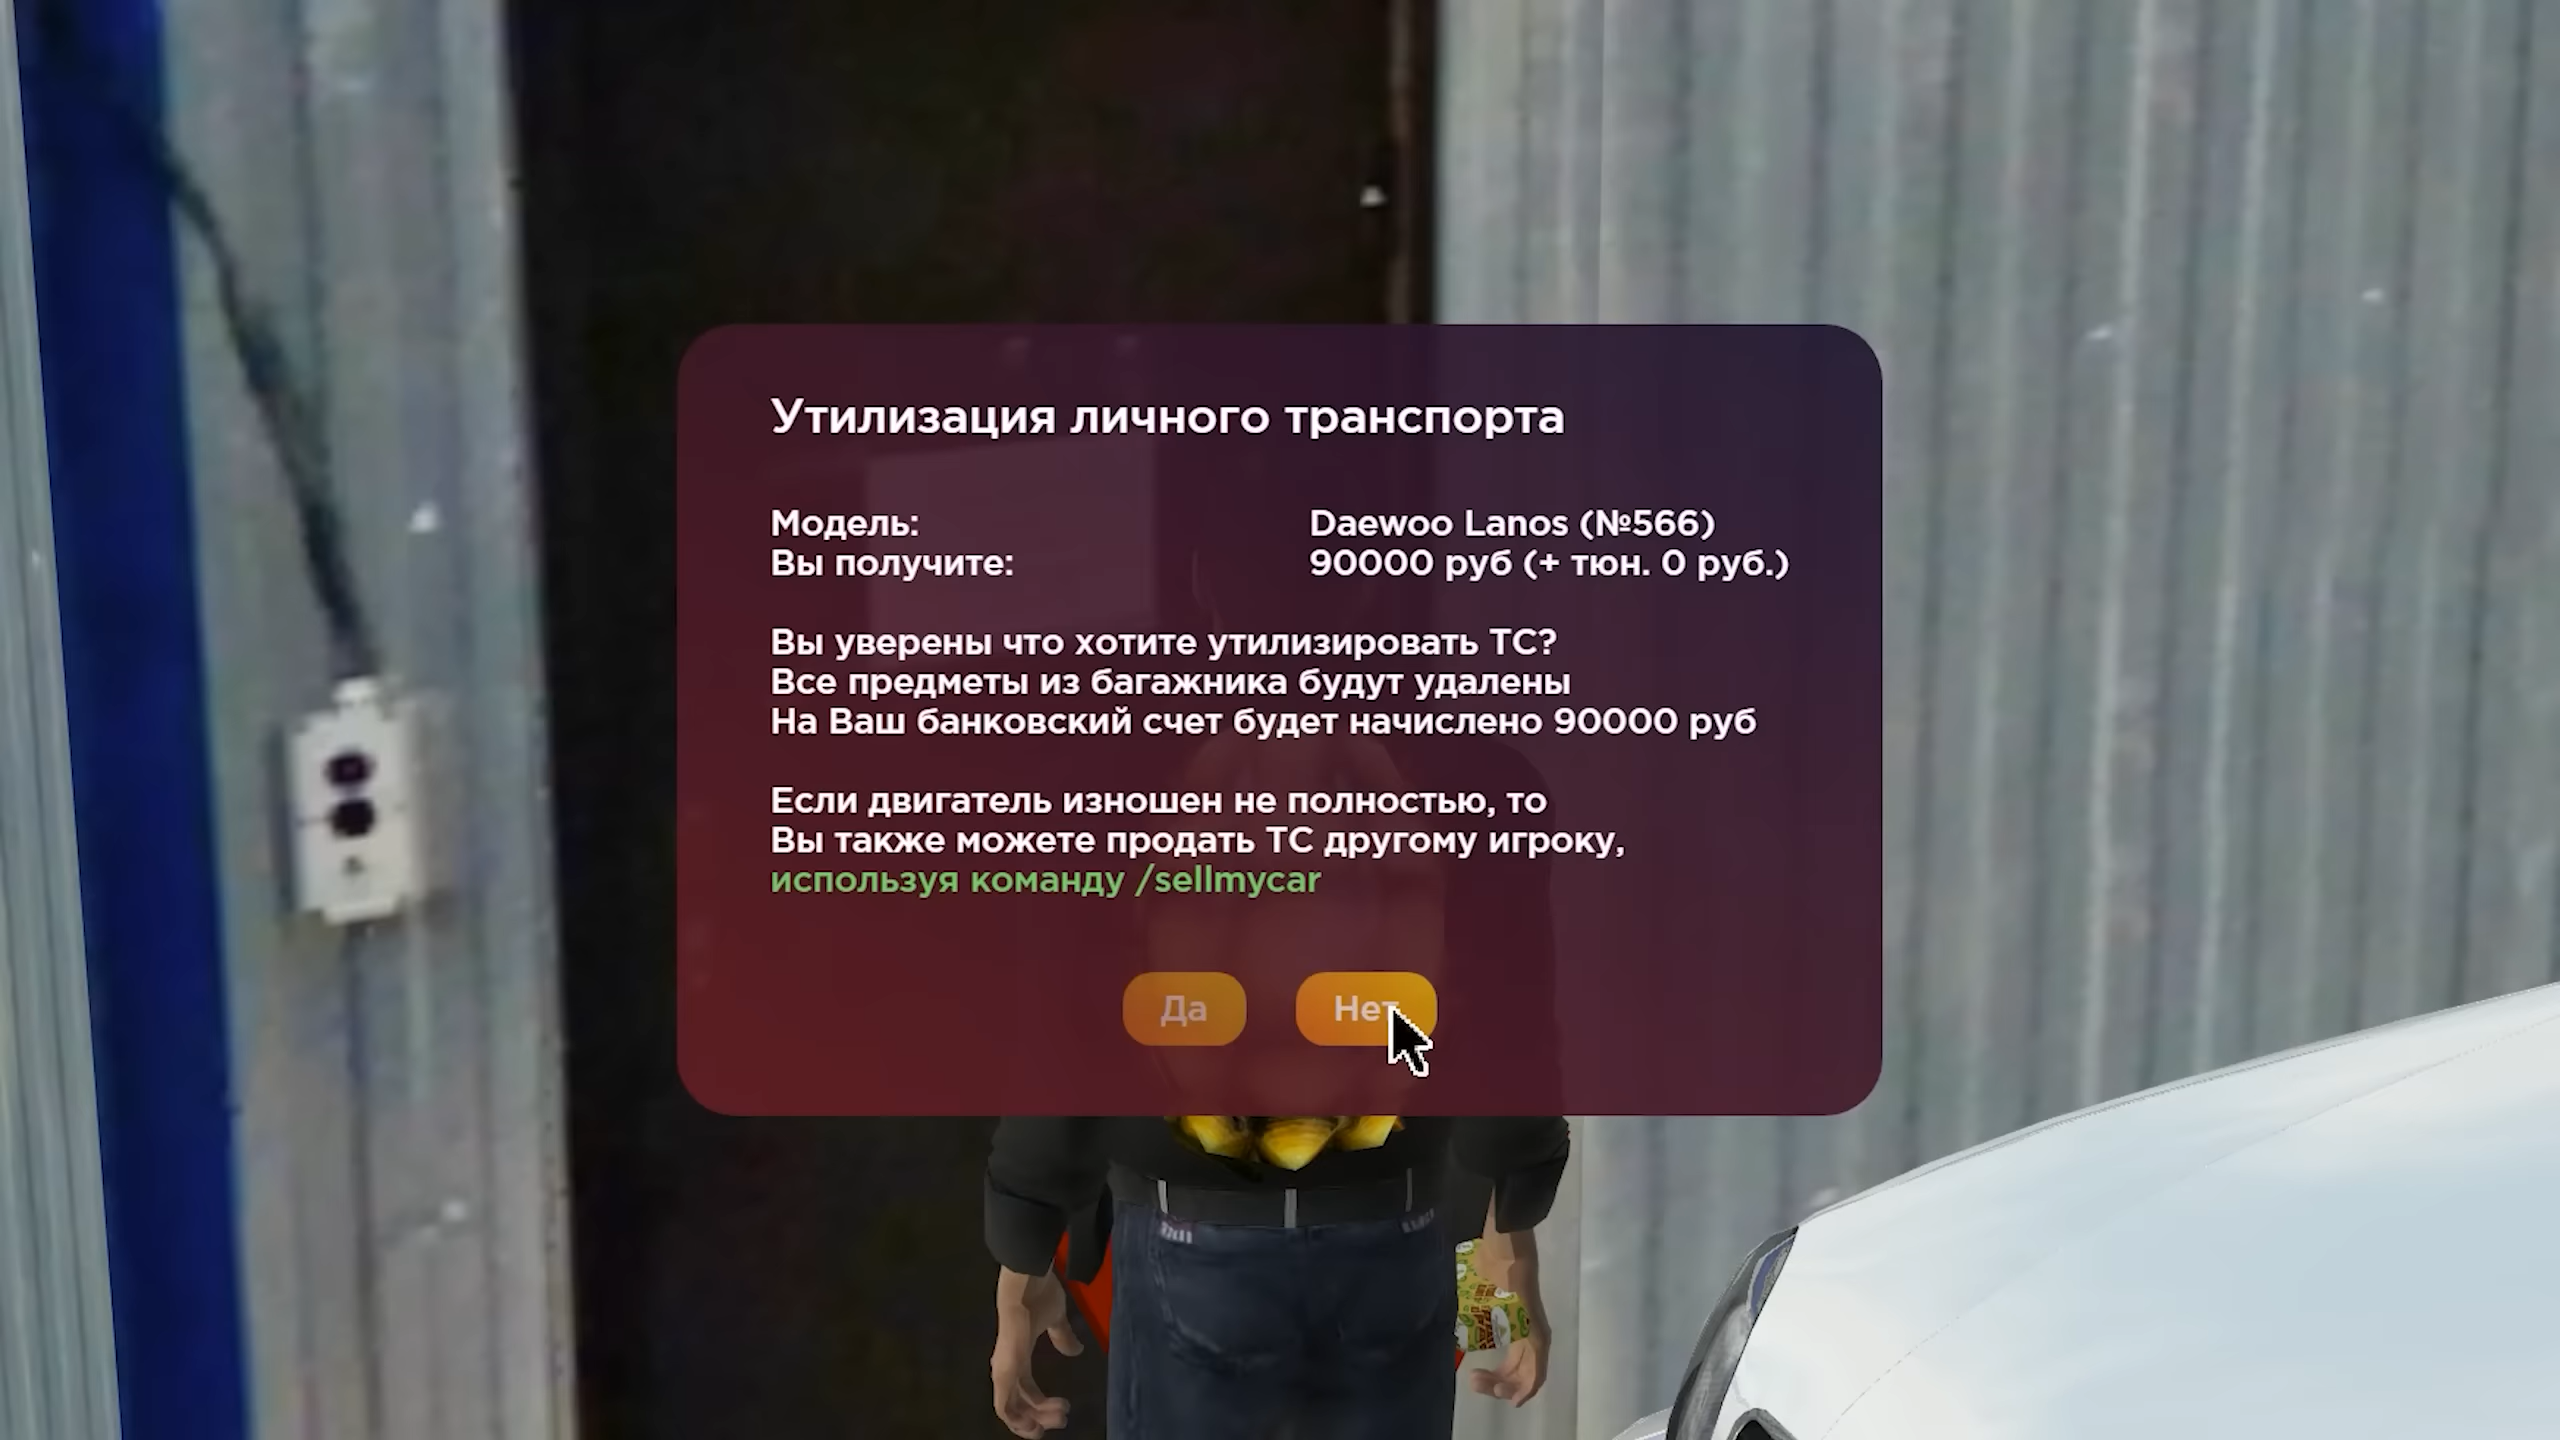 Утилизация личного транспорта
Модель: Daewoo Lanos (№566)
Вы получите: 90000 руб (+ тюн. 0 руб.)
Вы уверены что хотите утилизировать ТС?
Все предметы из багажника будут удалены
На Ваш банковский счет будет начислено 90000 руб
Если двигатель изношен не полностью, то
Вы также можете продать ТС другому игроку,
используя команду /sellmycar
Да Нет